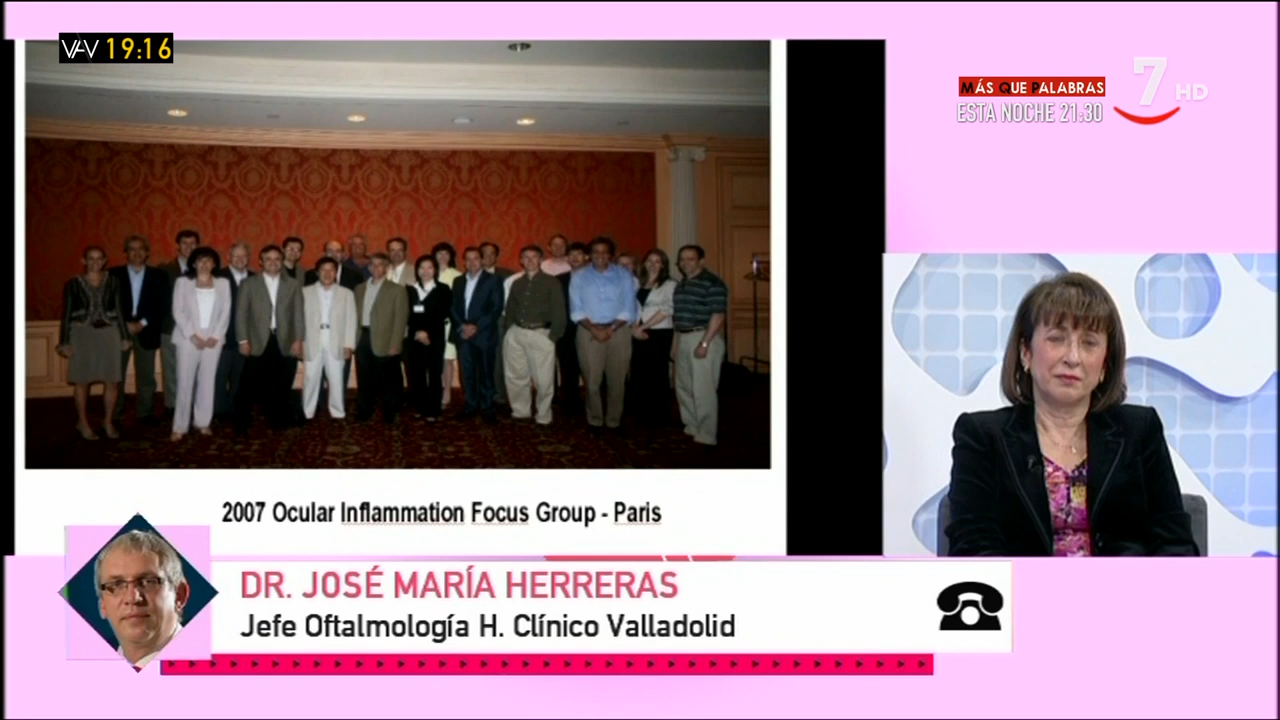 VAV 19:16
MÁS QUE PALABRAS
ESTA NOCHE 21:30
7 HD
2007 Ocular Inflammation Focus Group - Paris
DR. JOSÉ MARÍA HERRERAS
Jefe Oftalmología H. Clínico Valladolid